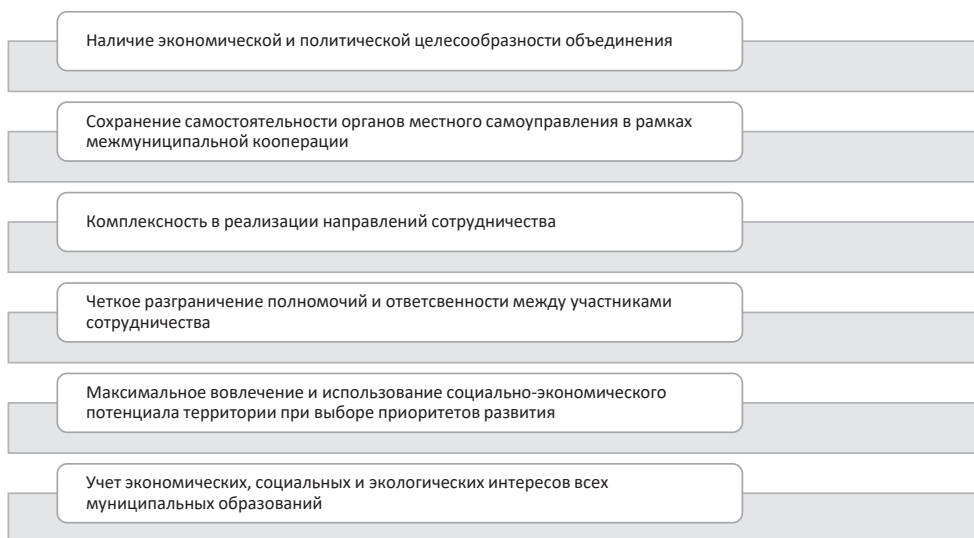 Наличие экономической и политической целесообразности объединения
Сохранение самостоятельности органов местного самоуправления в рамках
межмуниципальной кооперации
Комплексность в реализации направлений сотрудничества
Четкое разграничение полномочий и ответсвенности между участниками
сотрудничества
Максимальное вовлечение и использование социально-экономического
потенциала территории при выборе приоритетов развития
Учет экономических, социальных и экологических интересов всех
муниципальных образований